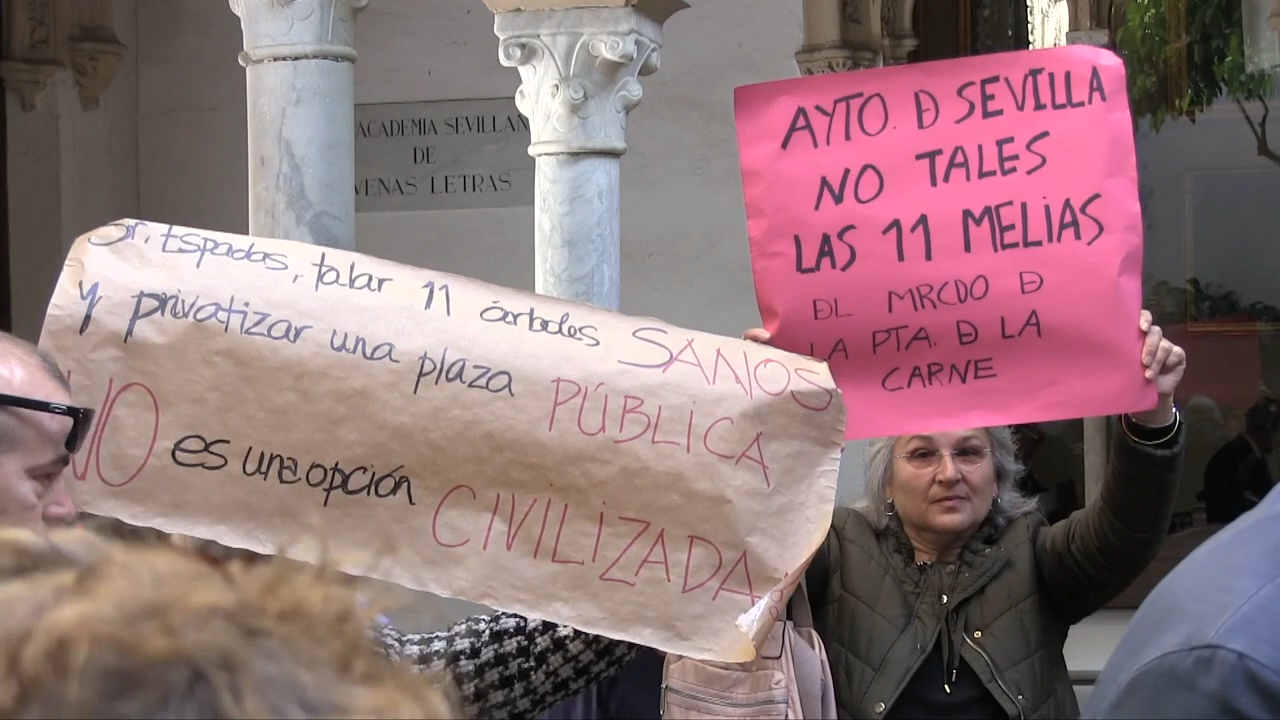 ACADEMIA SEVILLAN
DE
VENAS LETRAS
Sr. Espadas, talar 11 árboles SANOS
y privatizar una plaza PÚBLICA
NO es una opción CIVILIZADA
AYTO. Đ SEVILLA
NO TALES
LAS 11 MELIAS
ĐL MRCDO Đ
LA PTA. Đ LA
CARNE